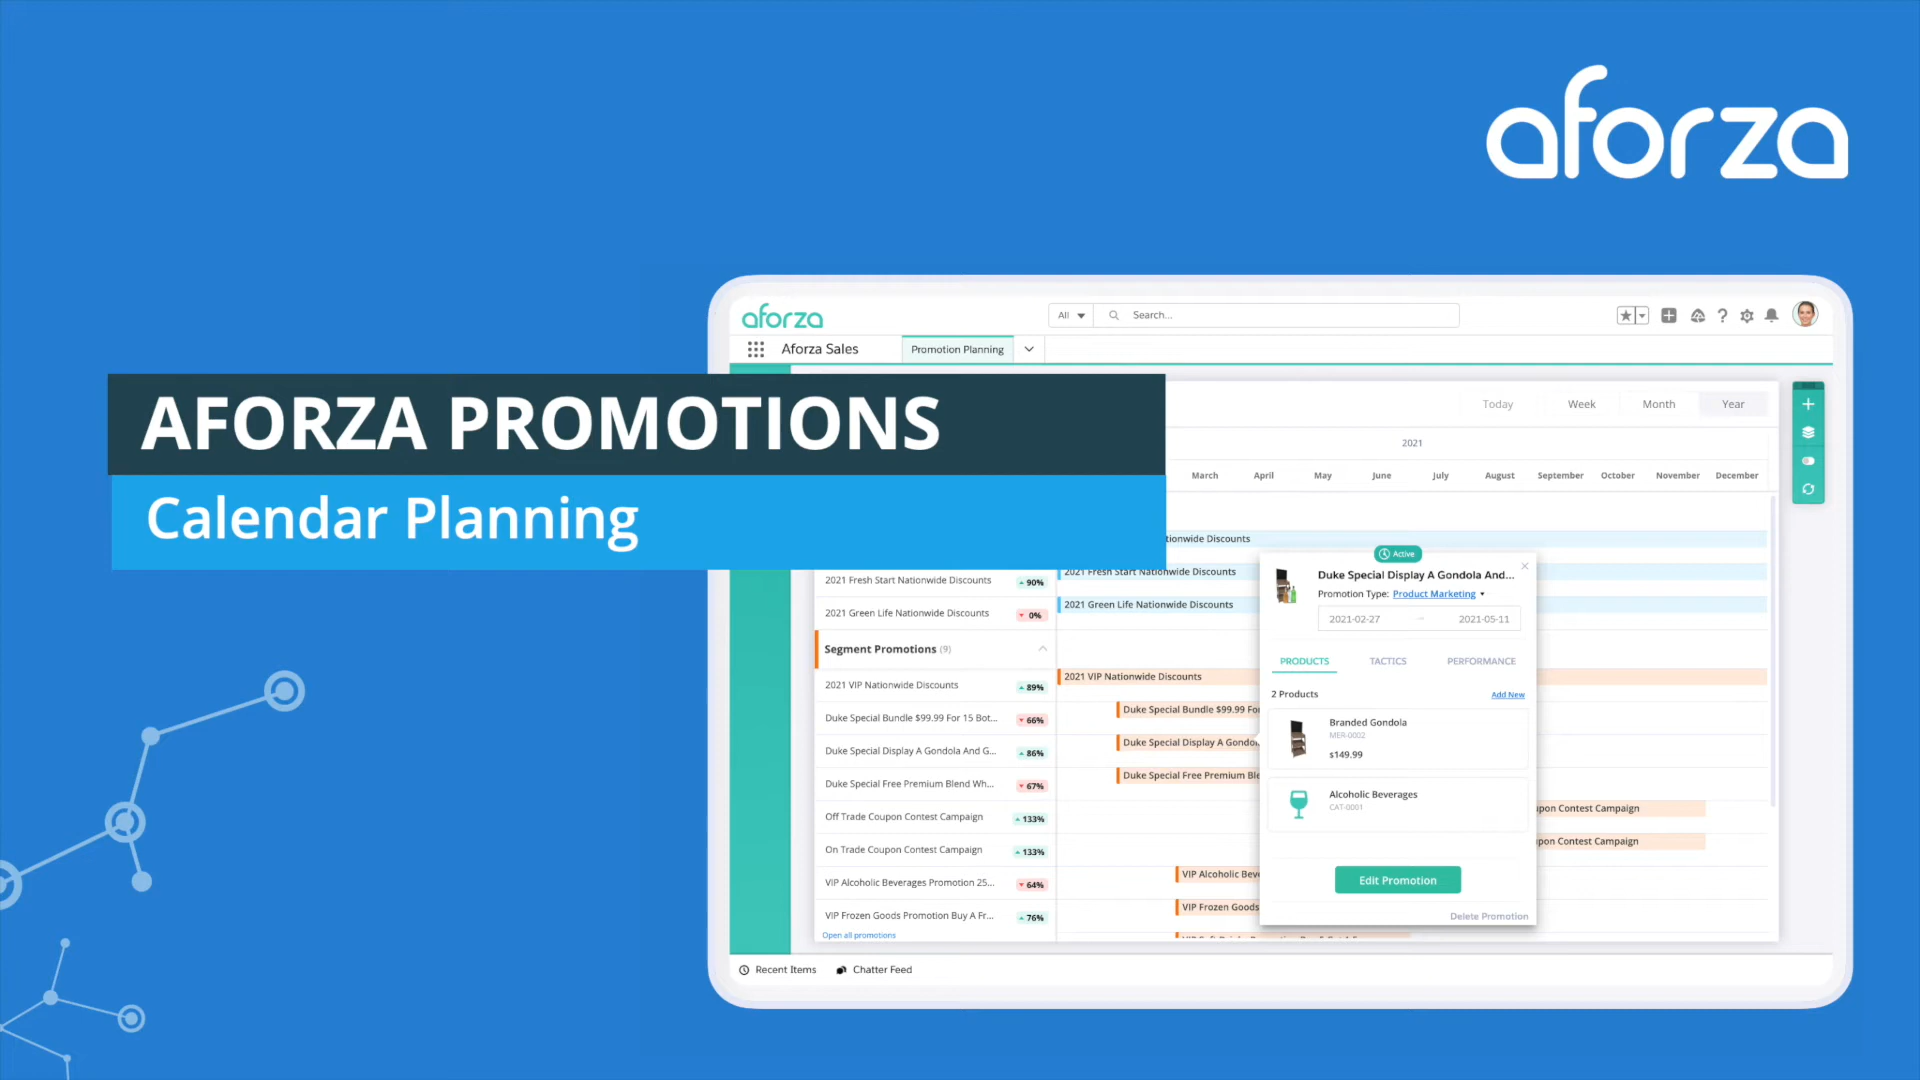 aforza
AFORZA PROMOTIONS
Calendar Planning
aforza
All
Search...
Aforza Sales
Promotion Planning
Today
Week
Month
Year
2021
March
April
May
June
July
August
September
October
November
December
tionwide Discounts
2021 Fresh Start Nationwide Discounts
90%
2021 Fresh Start Nationwide Discounts
2021 Green Life Nationwide Discounts
0%
2021 Green Life Nationwide Discounts
Segment Promotions (9)
2021 VIP Nationwide Discounts
89%
2021 VIP Nationwide Discounts
Duke Special Bundle $99.99 For 15 Bot...
66%
Duke Special Bundle $99.99 Fo
Duke Special Display A Gondola And G...
86%
Duke Special Display A Gondo
Duke Special Free Premium Blend Wh...
67%
Duke Special Free Premium Ble
Off Trade Coupon Contest Campaign
133%
pon Contest Campaign
On Trade Coupon Contest Campaign
133%
pon Contest Campaign
VIP Alcoholic Beverages Promotion 25...
64%
VIP Alcoholic Bev
VIP Frozen Goods Promotion Buy A Fr...
76%
VIP Frozen Goods
Open all promotions
Active
Duke Special Display A Gondola And...
Promotion Type: Product Marketing
2021-02-27
2021-05-11
PRODUCTS
TACTICS
PERFORMANCE
2 Products
Add New
Branded Gondola
MER-0002
$149.99
Alcoholic Beverages
CAT-0001
Edit Promotion
Delete Promotion
Recent Items
Chatter Feed